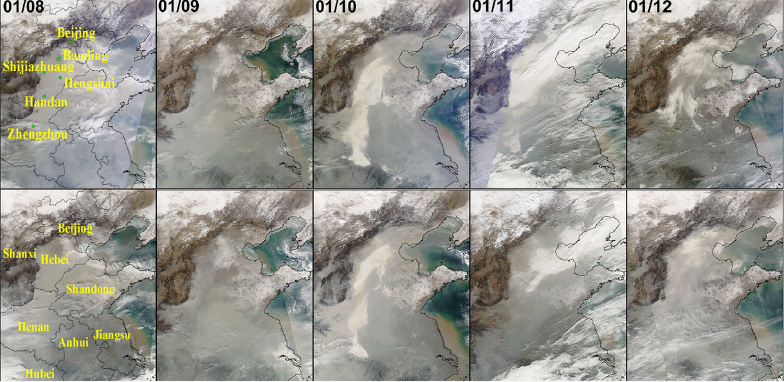 01/08
01/09
01/10
01/11
01/12
Beijing
Baoding
Shijiazhuang
Hengshui
Handan
Zhengzhou
Beijing
Shanxi
Hebei
Shandong
Henan
Anhui
Jiangsu
Hubei